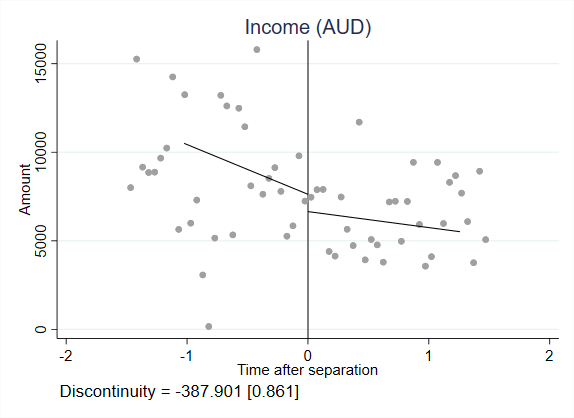 Income (AUD)
15000
10000
5000
0
Amount
-2 -1 0 1 2
Time after separation
Discontinuity = -387.901 [0.861]